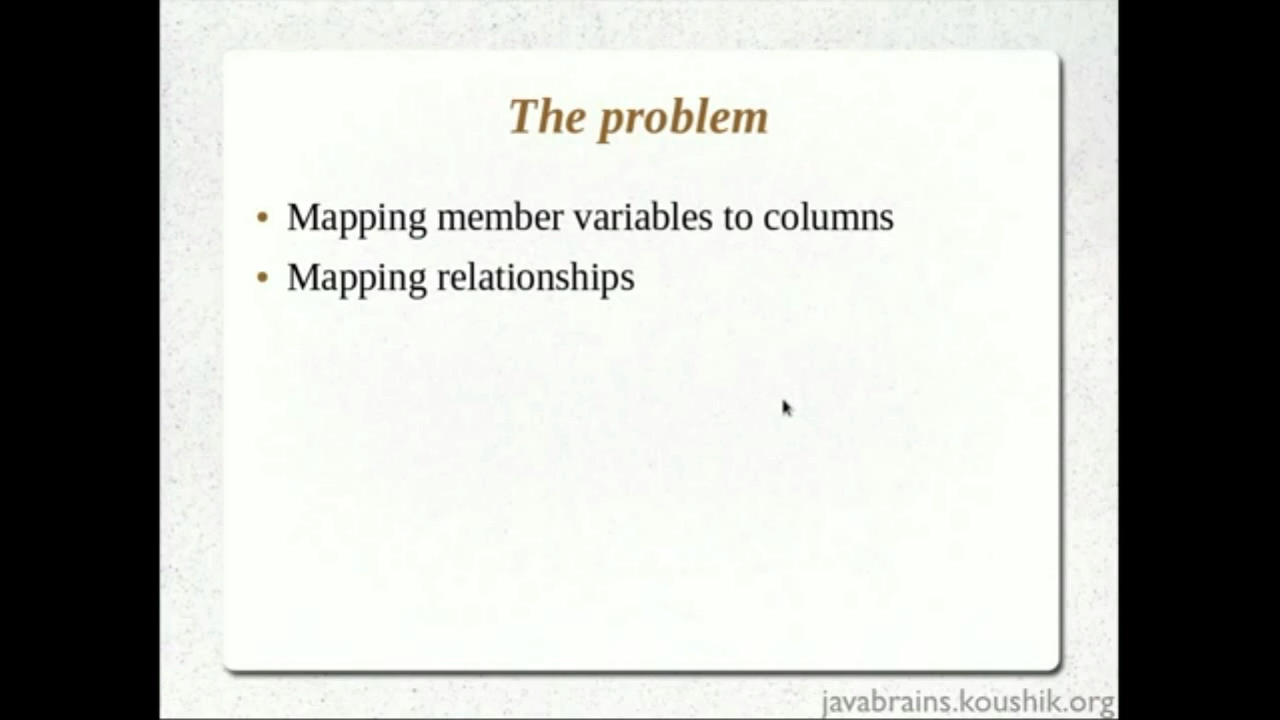 The problem
• Mapping member variables to columns
• Mapping relationships
javabrains.koushik.org